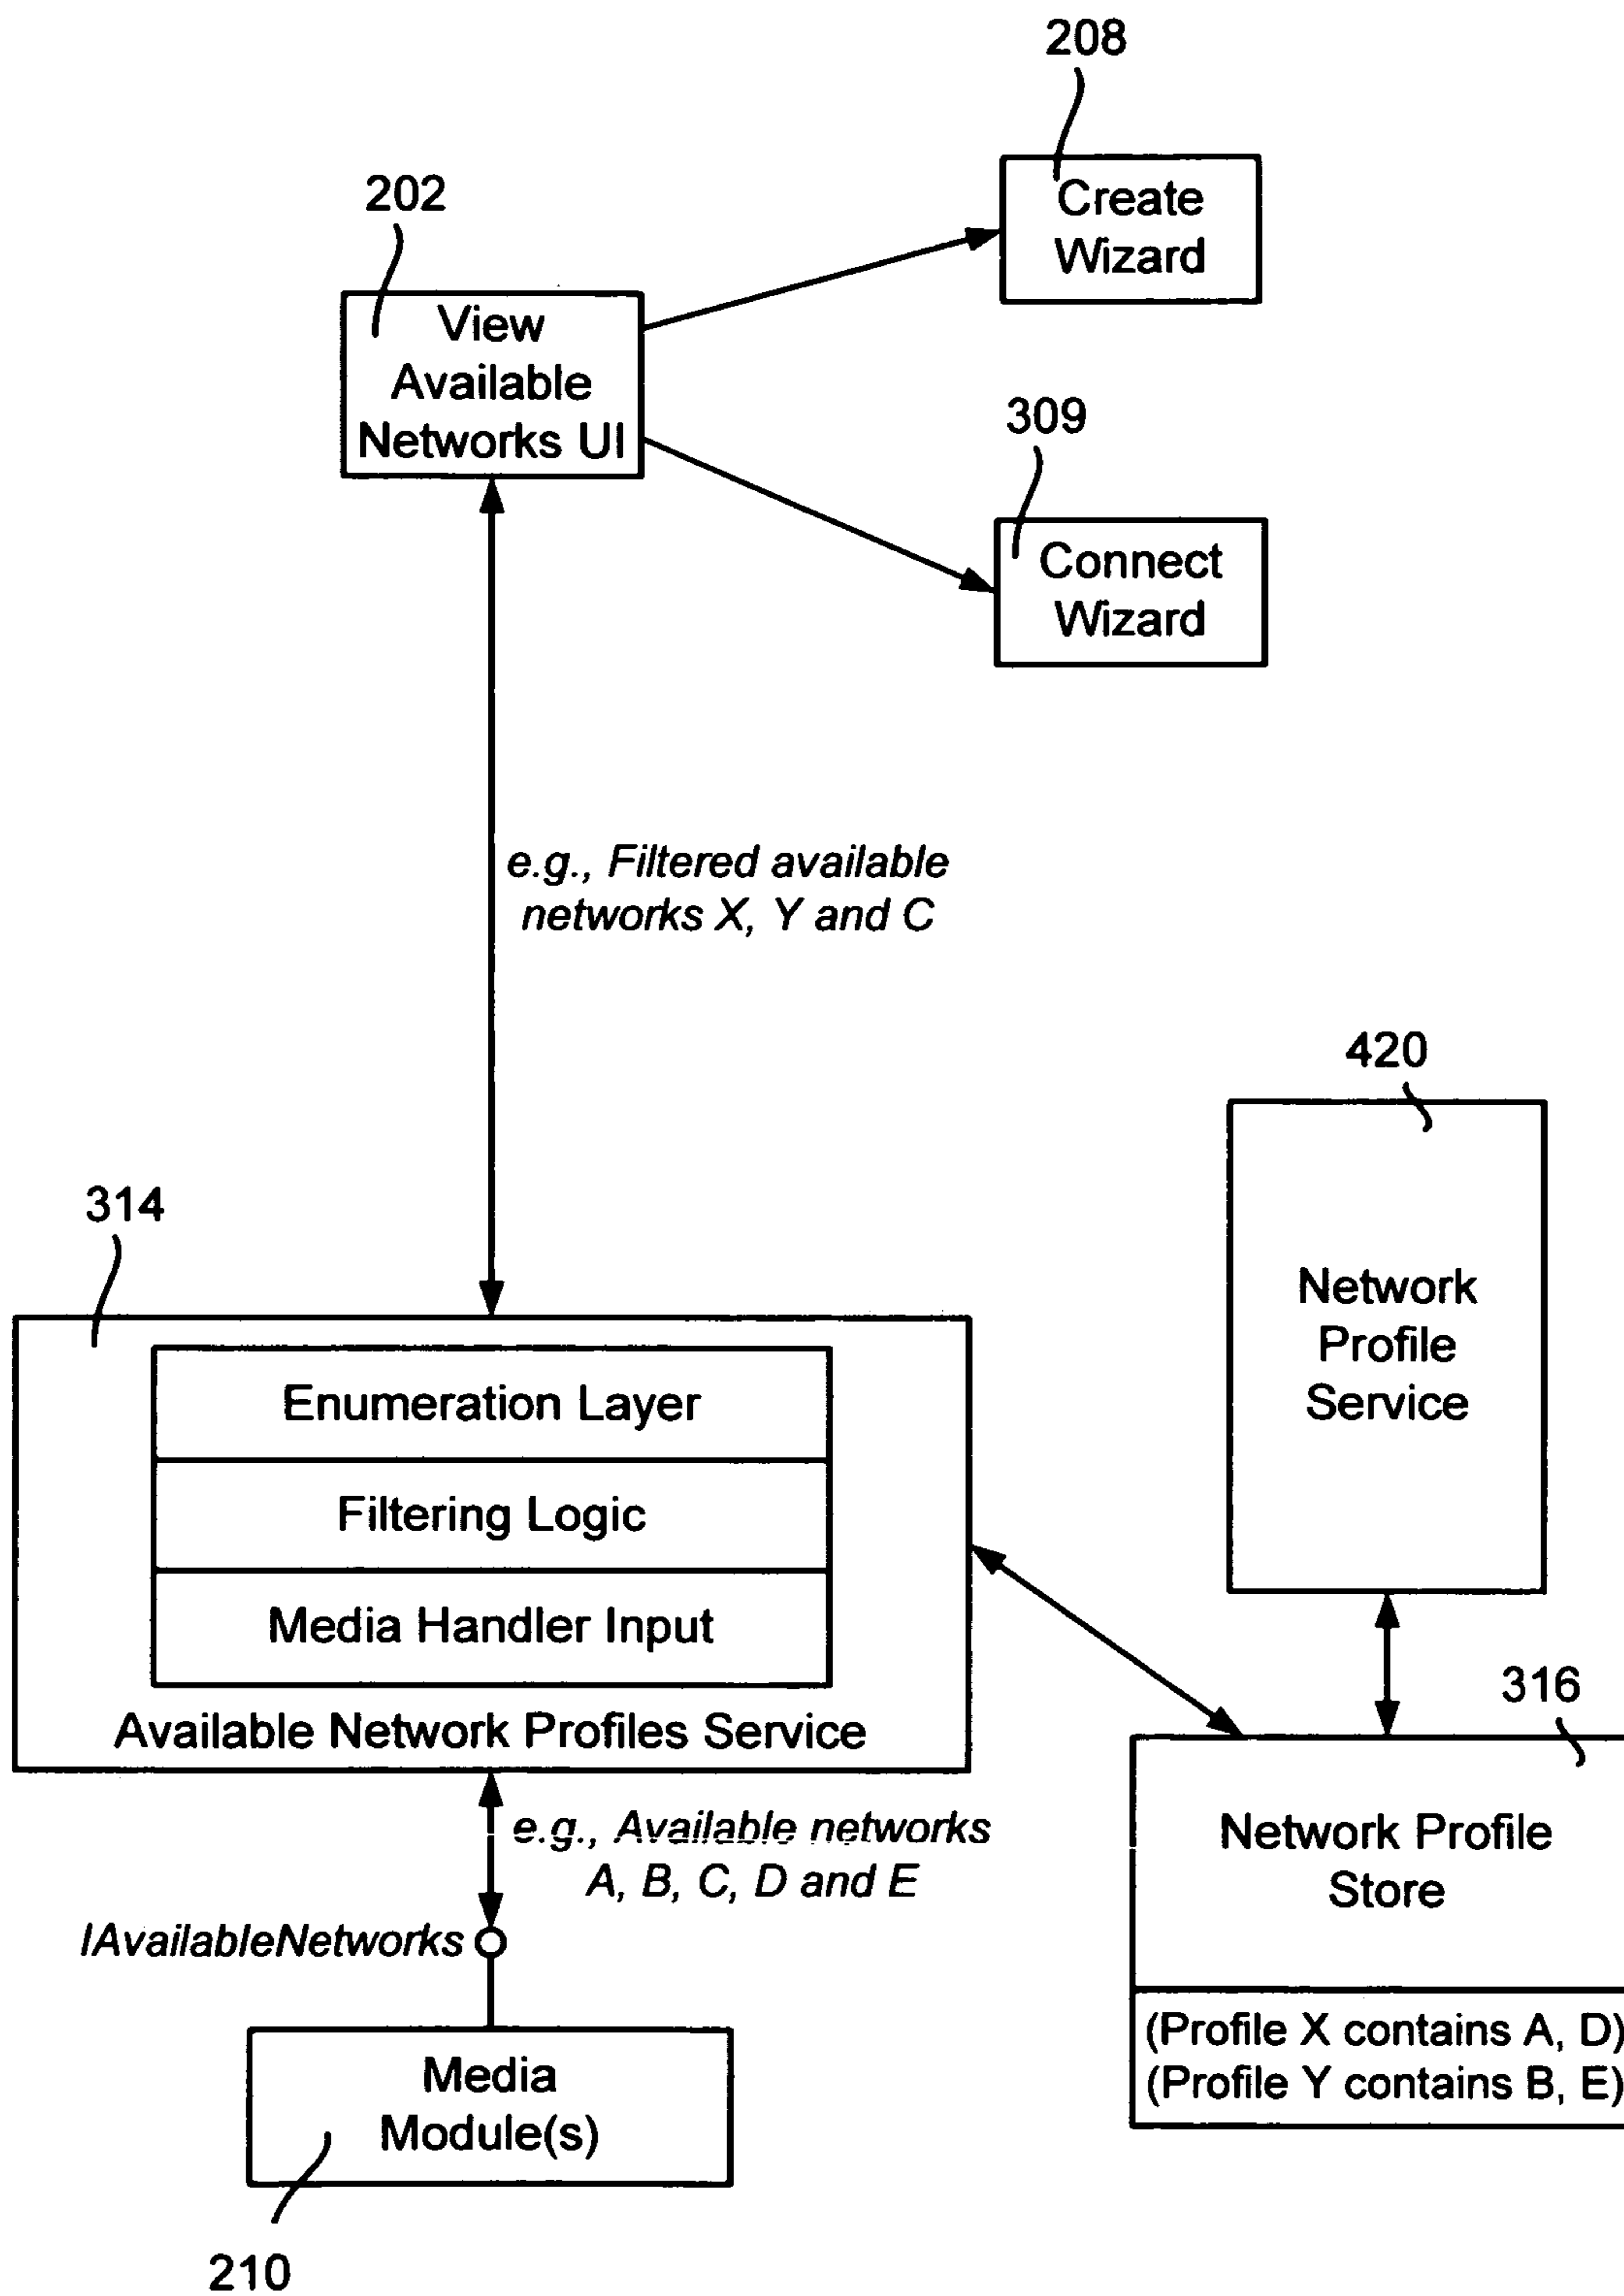 208
Create
Wizard
202
View
Available
Networks UI
309
Connect
Wizard
e.g., Filtered available
networks X, Y and C
420
Network
Profile
Service
314
Enumeration Layer
Filtering Logic
Media Handler Input
Available Network Profiles Service
316
Network Profile
Store
(Profile X contains A, D)
(Profile Y contains B, E)
e.g., Available networks
A, B, C, D and E
IAvailableNetworks
Media
Module(s)
210